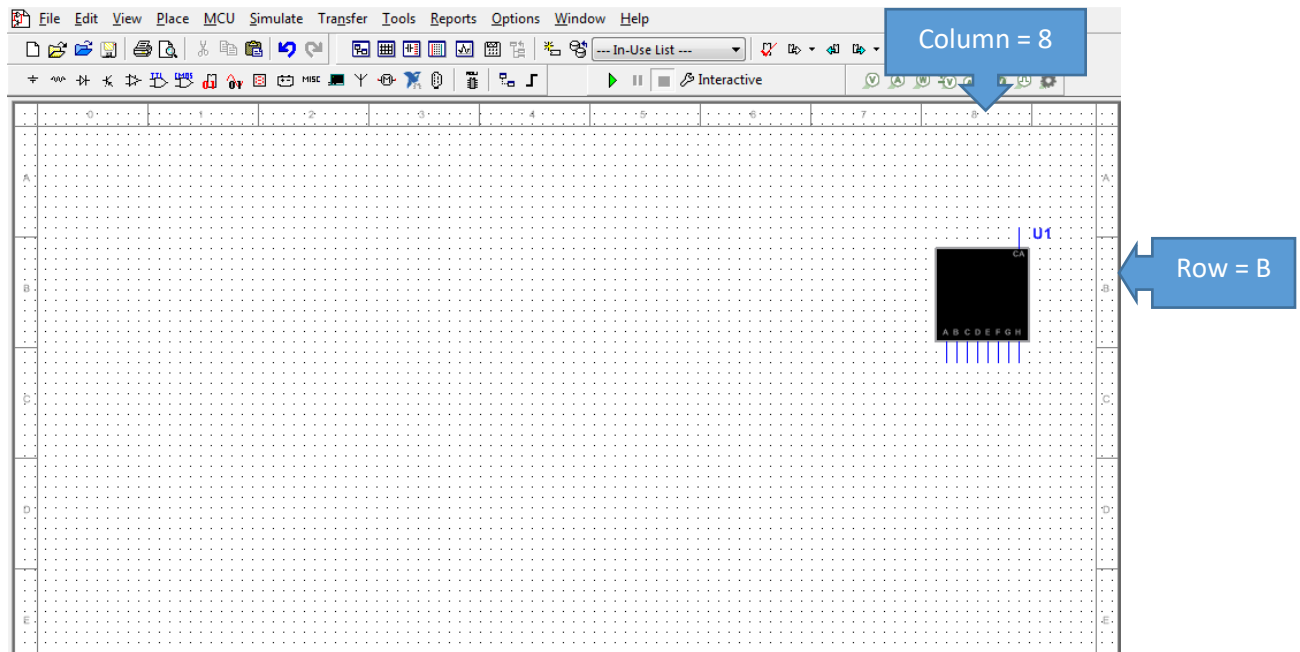 File Edit View Place MCU Simulate Transfer Tools Reports Options Window Help
Column = 8
--- In-Use List ---
MISC Interactive
0 1 2 3 4 5 6 7 8
A A
U1
CA
Row = B
B B
A B C D E F G H
C C
D D
E E